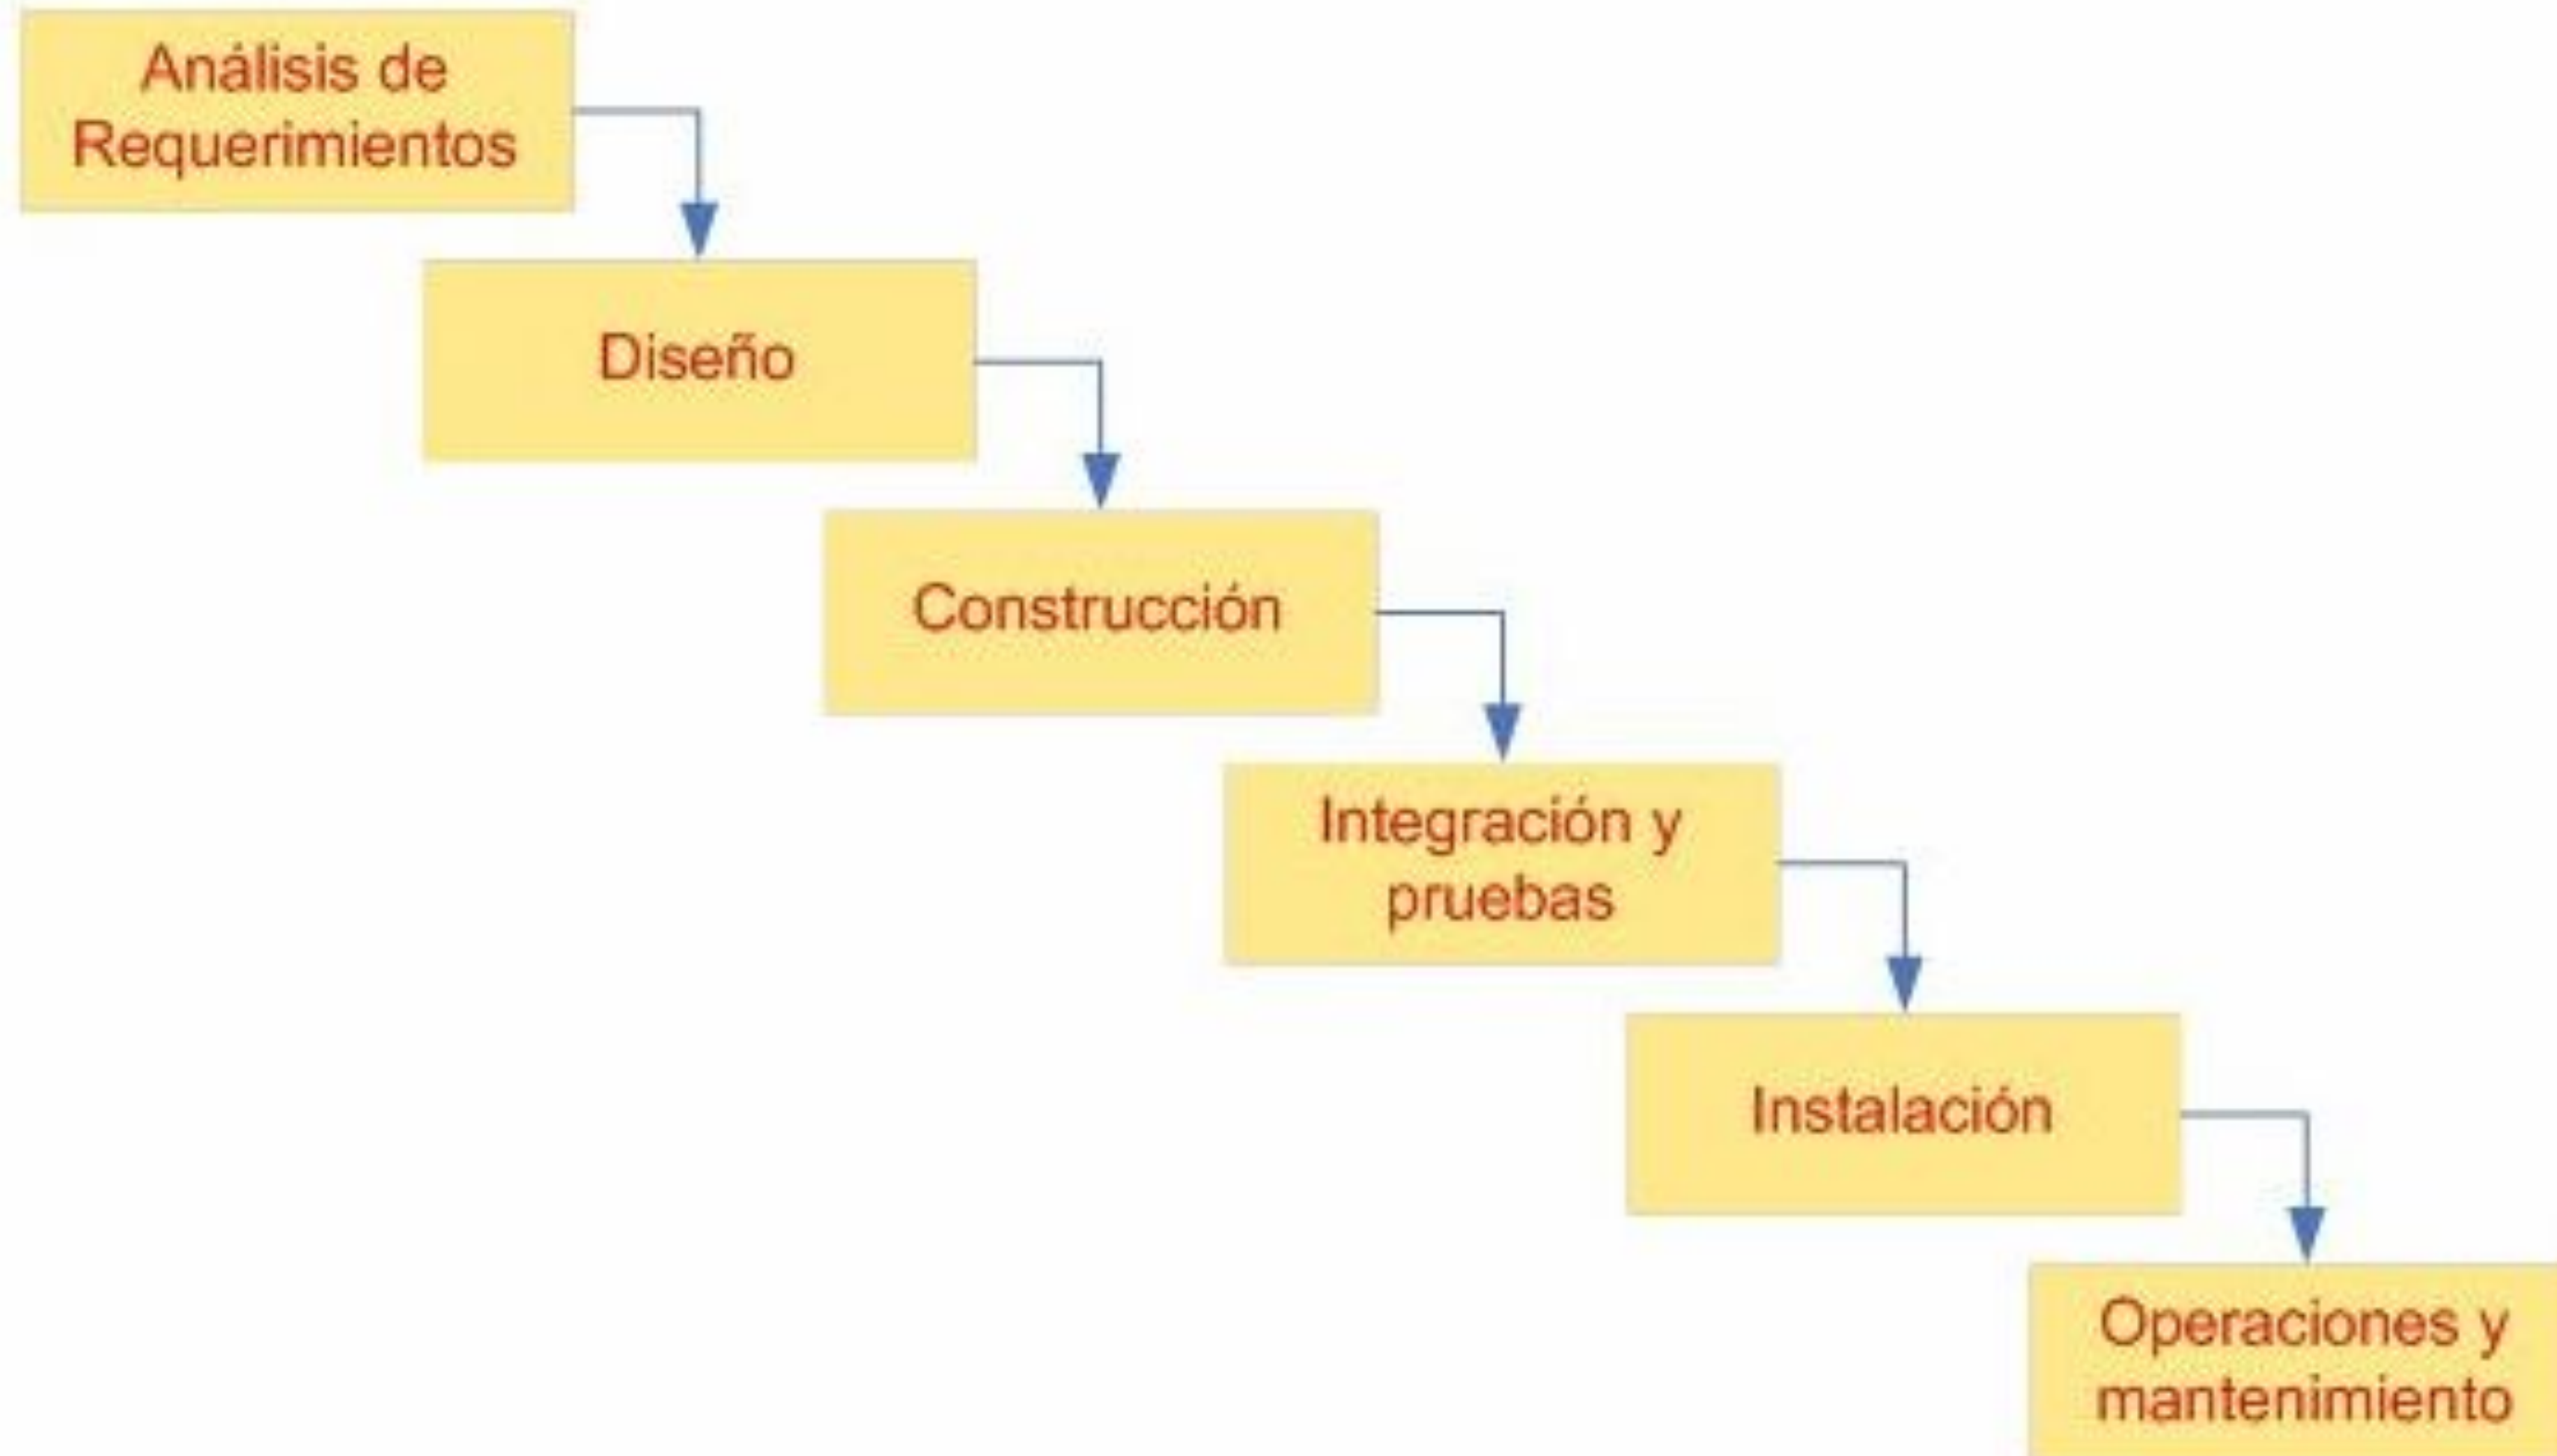 Análisis de
Requerimientos
Diseño
Construcción
Integración y
pruebas
Instalación
Operaciones y
mantenimiento